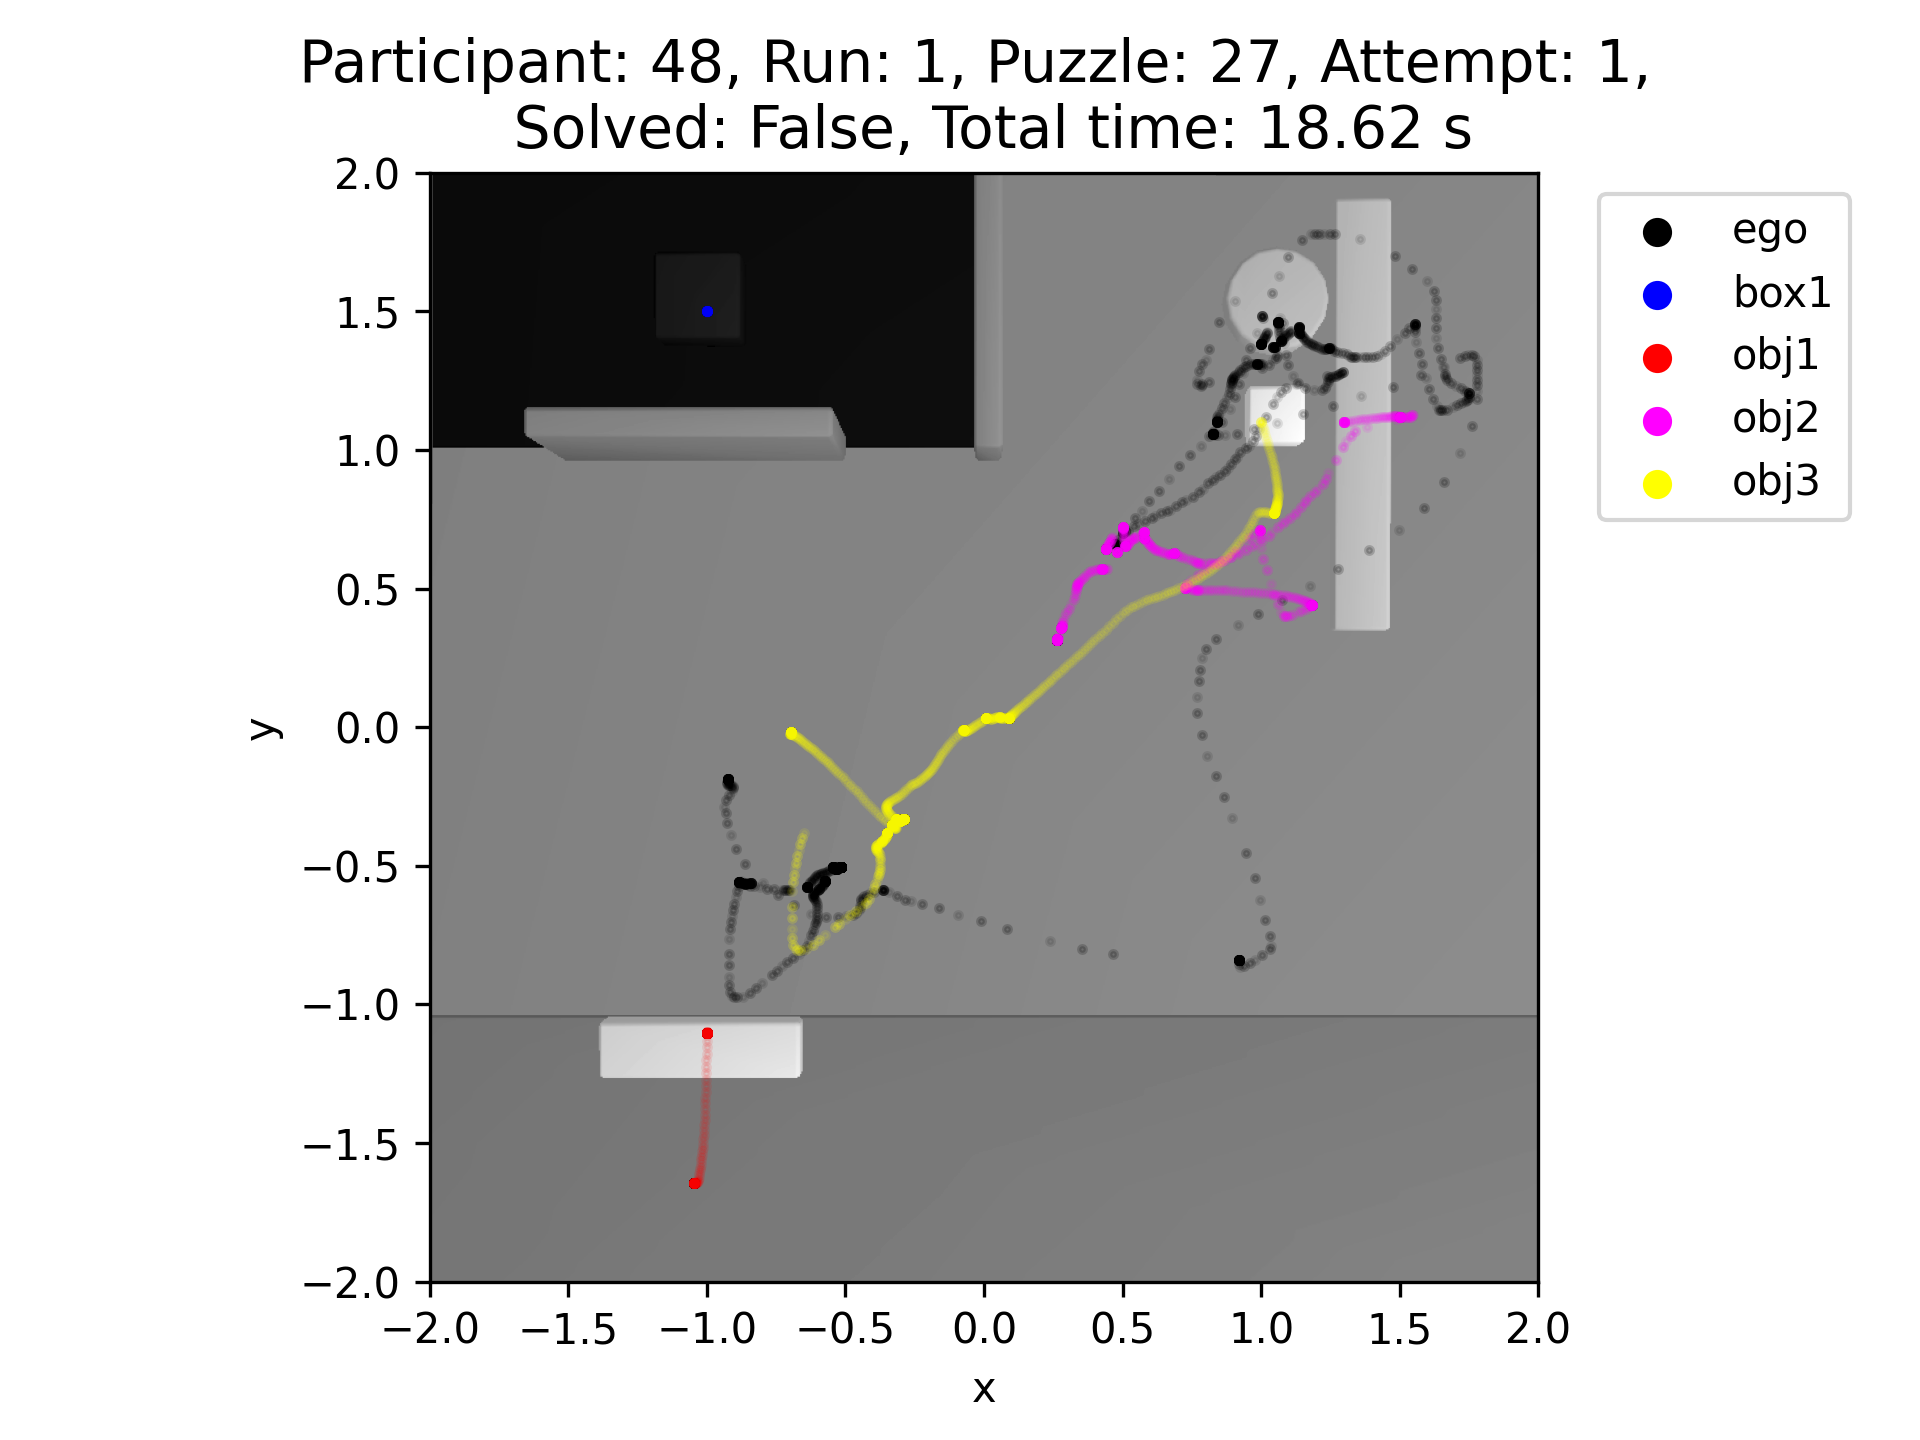 Participant: 48, Run: 1, Puzzle: 27, Attempt: 1,
Solved: False, Total time: 18.62 s
2.0
1.5
1.0
0.5
0.0
−0.5
−1.0
−1.5
−2.0
y
−2.0 −1.5 −1.0 −0.5 0.0 0.5 1.0 1.5 2.0
x
ego
box1
obj1
obj2
obj3